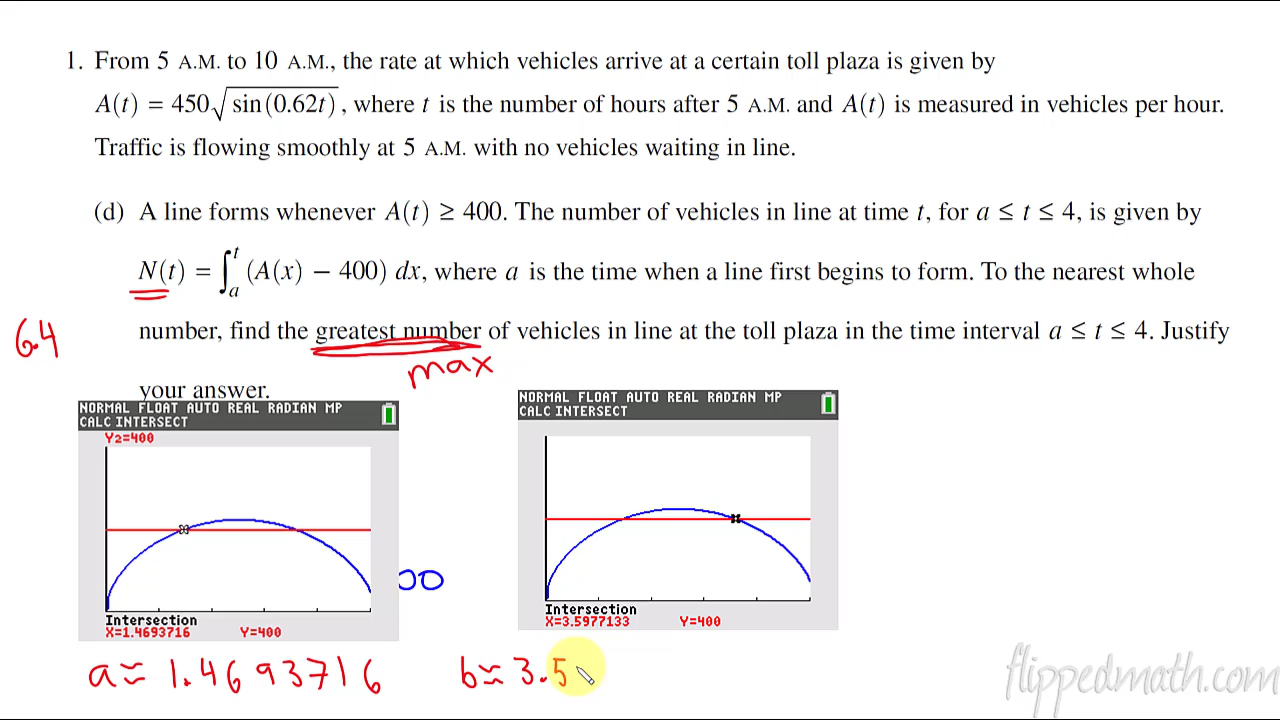 1. From 5 A.M. to 10 A.M., the rate at which vehicles arrive at a certain toll plaza is given by
A(t) = 450√sin(0.62t), where t is the number of hours after 5 A.M. and A(t) is measured in vehicles per hour.
Traffic is flowing smoothly at 5 A.M. with no vehicles waiting in line.
(d) A line forms whenever A(t) ≥ 400. The number of vehicles in line at time t, for a ≤ t ≤ 4, is given by
N(t) = ∫ₐᵗ (A(x) − 400) dx, where a is the time when a line first begins to form. To the nearest whole
6.4
number, find the greatest number of vehicles in line at the toll plaza in the time interval a ≤ t ≤ 4. Justify
max
your answer.
NORMAL FLOAT AUTO REAL RADIAN MP
CALC INTERSECT
Y2=400
Intersection
X=1.4693716 Y=400
00
NORMAL FLOAT AUTO REAL RADIAN MP
CALC INTERSECT
Intersection
X=3.5977133 Y=400
a≈ 1.4693716
b≈ 3.5
flippedmath.com